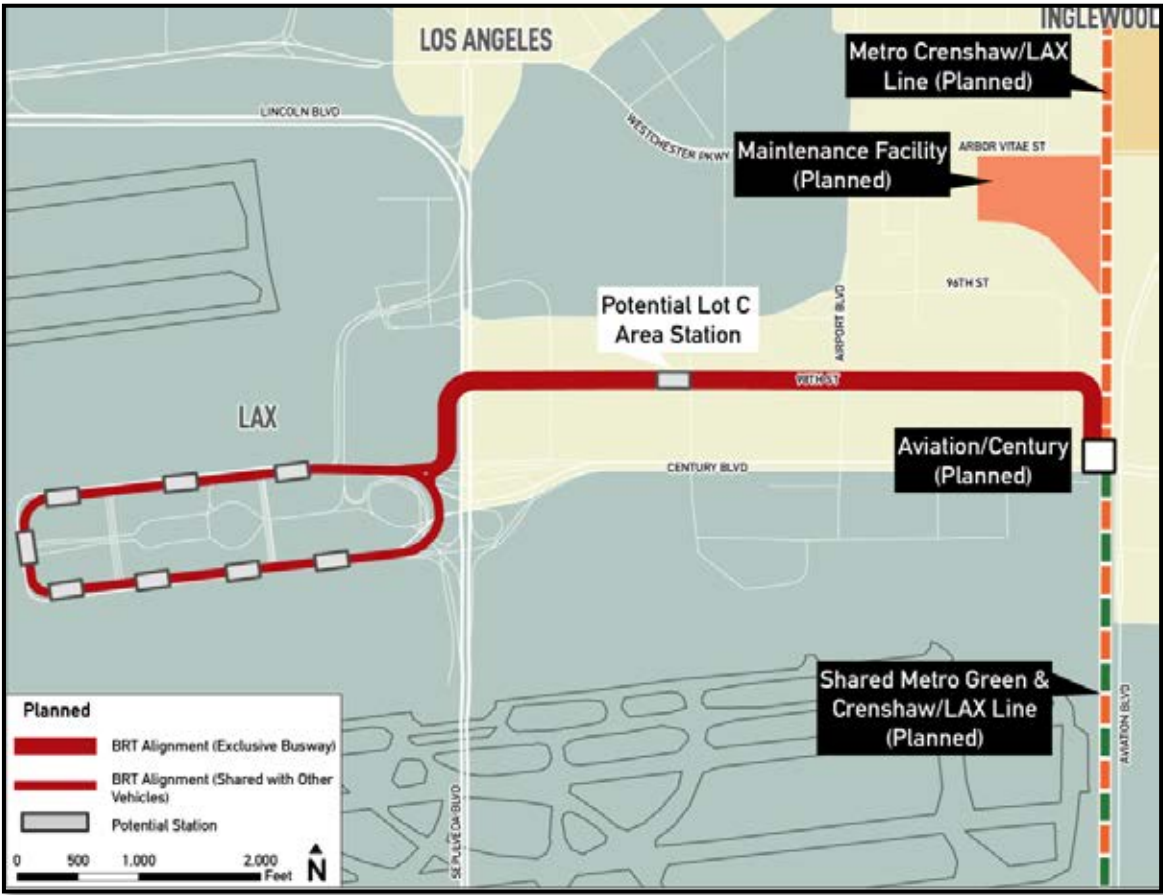 INGLEWOOD
LOS ANGELES
Metro Crenshaw/LAX
Line (Planned)
LINCOLN BLVD
WESTCHESTER PKWY
Maintenance Facility
(Planned)
ARBOR VITAE ST
96TH ST
Potential Lot C
Area Station
AIRPORT BLVD
98TH ST
LAX
Aviation/Century
(Planned)
CENTURY BLVD
Shared Metro Green &
Crenshaw/LAX Line
(Planned)
AVIATION BLVD
SEPULVEDA BLVD
Planned
BRT Alignment (Exclusive Busway)
BRT Alignment (Shared with Other
Vehicles)
Potential Station
0 500 1,000 2,000
Feet
N